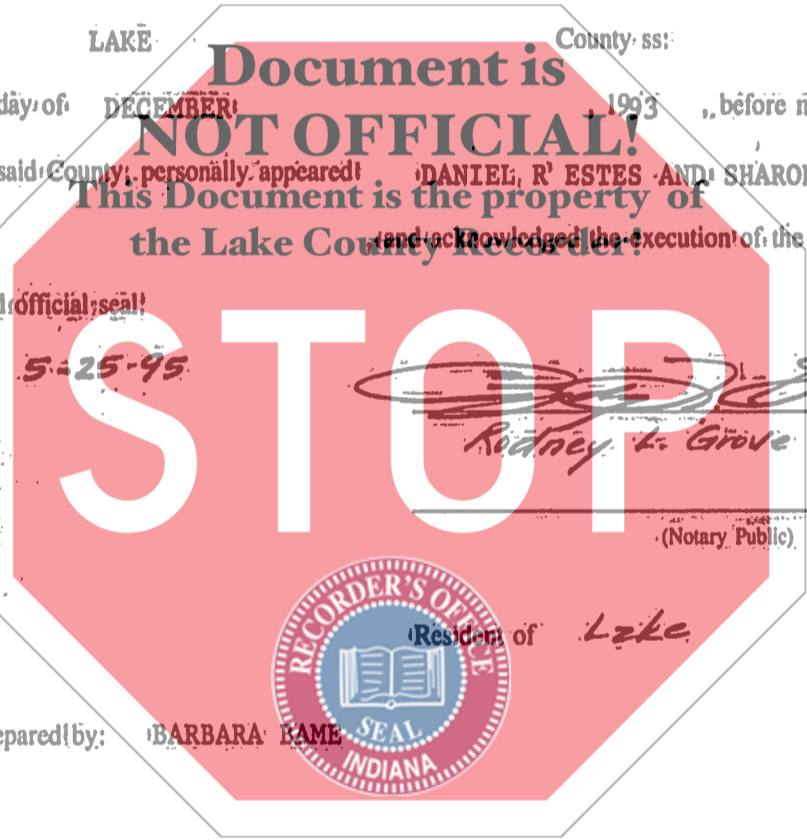 LAKE County ss:
Document is
day of DECEMBER 1993, before
NOT OFFICIAL!
said County, personally appeared DANIEL R ESTES AND
This Document is the property of
the Lake County Recorder!
and acknowledged the execution of the
official seal
5-25-95
STOP
Rodney L. Grove
(Notary Public)
RECORDER'S OFFICE
Resident of Lake
by: BARBARA BAME
SEAL
INDIANA